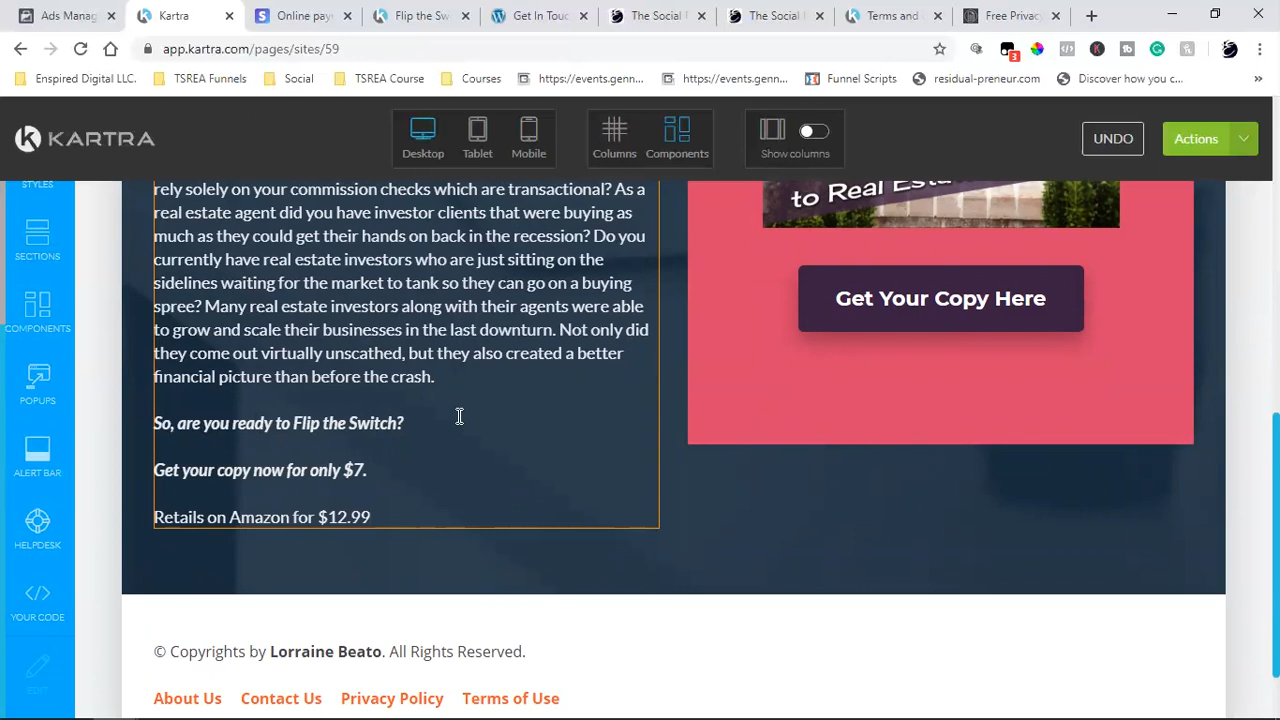 Ads Manag
Kartra
Online pay
Flip the Sw
Get In Touc
The Social F
The Social
Terms and
Free Privac
app.kartra.com/pages/sites/59
3
Enspired Digital LLC.
TSREA Funnels
Social
TSREA Course
Courses
https://events.genn...
https://events.genn...
Funnel Scripts
residual-preneur.com
Discover how you c...
KARTRA
Desktop
Tablet
Mobile
Columns
Components
Show columns
UNDO
Actions
STYLES
SECTIONS
COMPONENTS
POPUPS
ALERT BAR
HELPDESK
YOUR CODE
EDIT
rely solely on your commission checks which are transactional? As a
real estate agent did you have investor clients that were buying as
much as they could get their hands on back in the recession? Do you
currently have real estate investors who are just sitting on the
sidelines waiting for the market to tank so they can go on a buying
spree? Many real estate investors along with their agents were able
to grow and scale their businesses in the last downturn. Not only did
they come out virtually unscathed, but they also created a better
financial picture than before the crash.
So, are you ready to Flip the Switch?
Get your copy now for only $7.
Retails on Amazon for $12.99
to Real Esta
Get Your Copy Here
© Copyrights by Lorraine Beato. All Rights Reserved.
About Us
Contact Us
Privacy Policy
Terms of Use